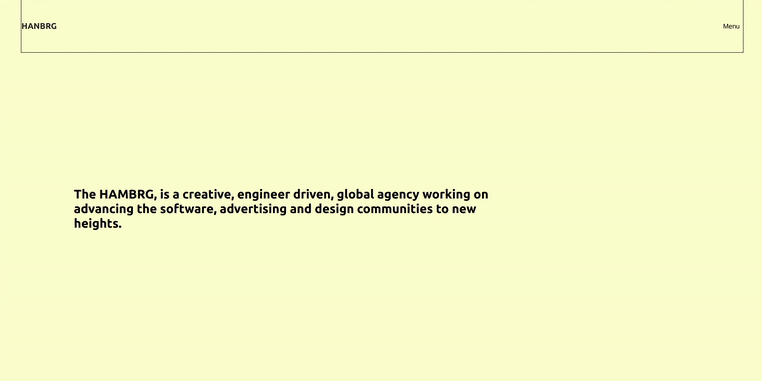 HANBRG
Menu
The HAMBRG, is a creative, engineer driven, global agency working on
advancing the software, advertising and design communities to new
heights.